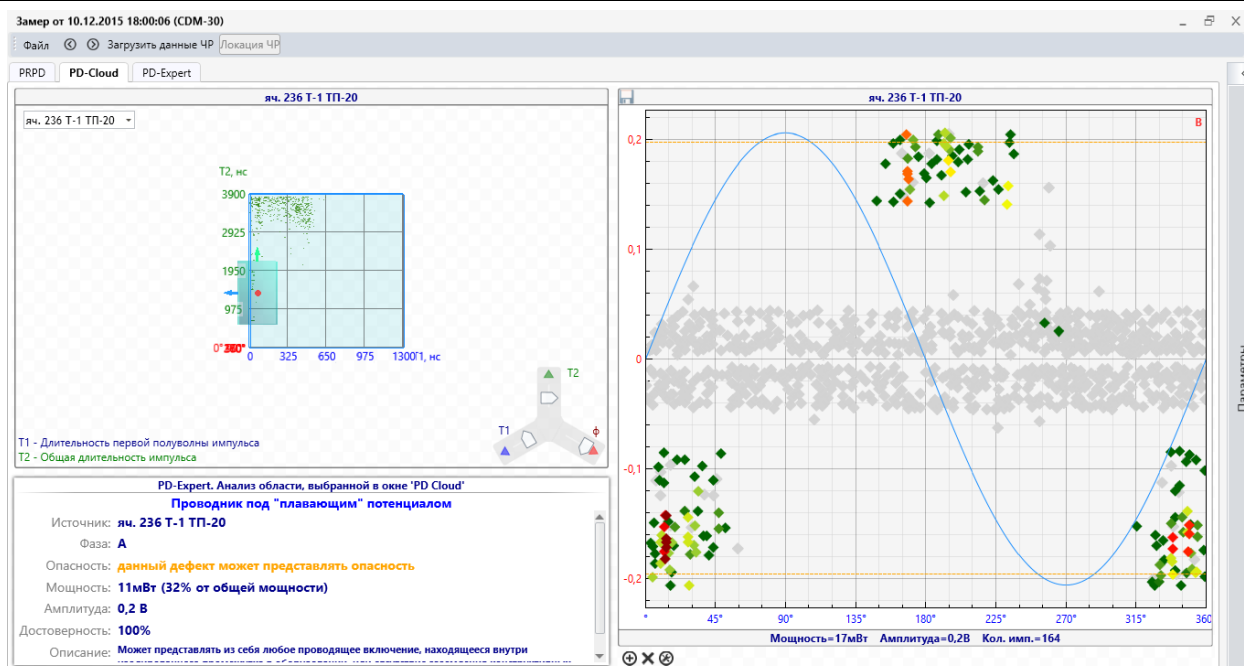 Замер от 10.12.2015 18:00:06 (CDM-30)
Файл Загрузить данные ЧР Локация ЧР
PRPD PD-Cloud PD-Expert
яч. 236 Т-1 ТП-20
яч. 236 Т-1 ТП-20
T2, нс
3900
2925
1950
975
0°
0 325 650 975 1300 T1, нс
T2
T1
ϕ
T1 - Длительность первой полуволны импульса
T2 - Общая длительность импульса
PD-Expert. Анализ области, выбранной в окне 'PD Cloud'
Проводник под "плавающим" потенциалом
Источник: яч. 236 Т-1 ТП-20
Фаза: А
Опасность: данный дефект может представлять опасность
Мощность: 11мВт (32% от общей мощности)
Амплитуда: 0,2 В
Достоверность: 100%
Описание: Может представлять из себя любое проводящее включение, находящееся внутри
яч. 236 Т-1 ТП-20
В
0,2
0,1
0
-0,1
-0,2
° 45° 90° 135° 180° 225° 270° 315° 360
Мощность=17мВт Амплитуда=0,2В Кол. имп.=164
Параметры